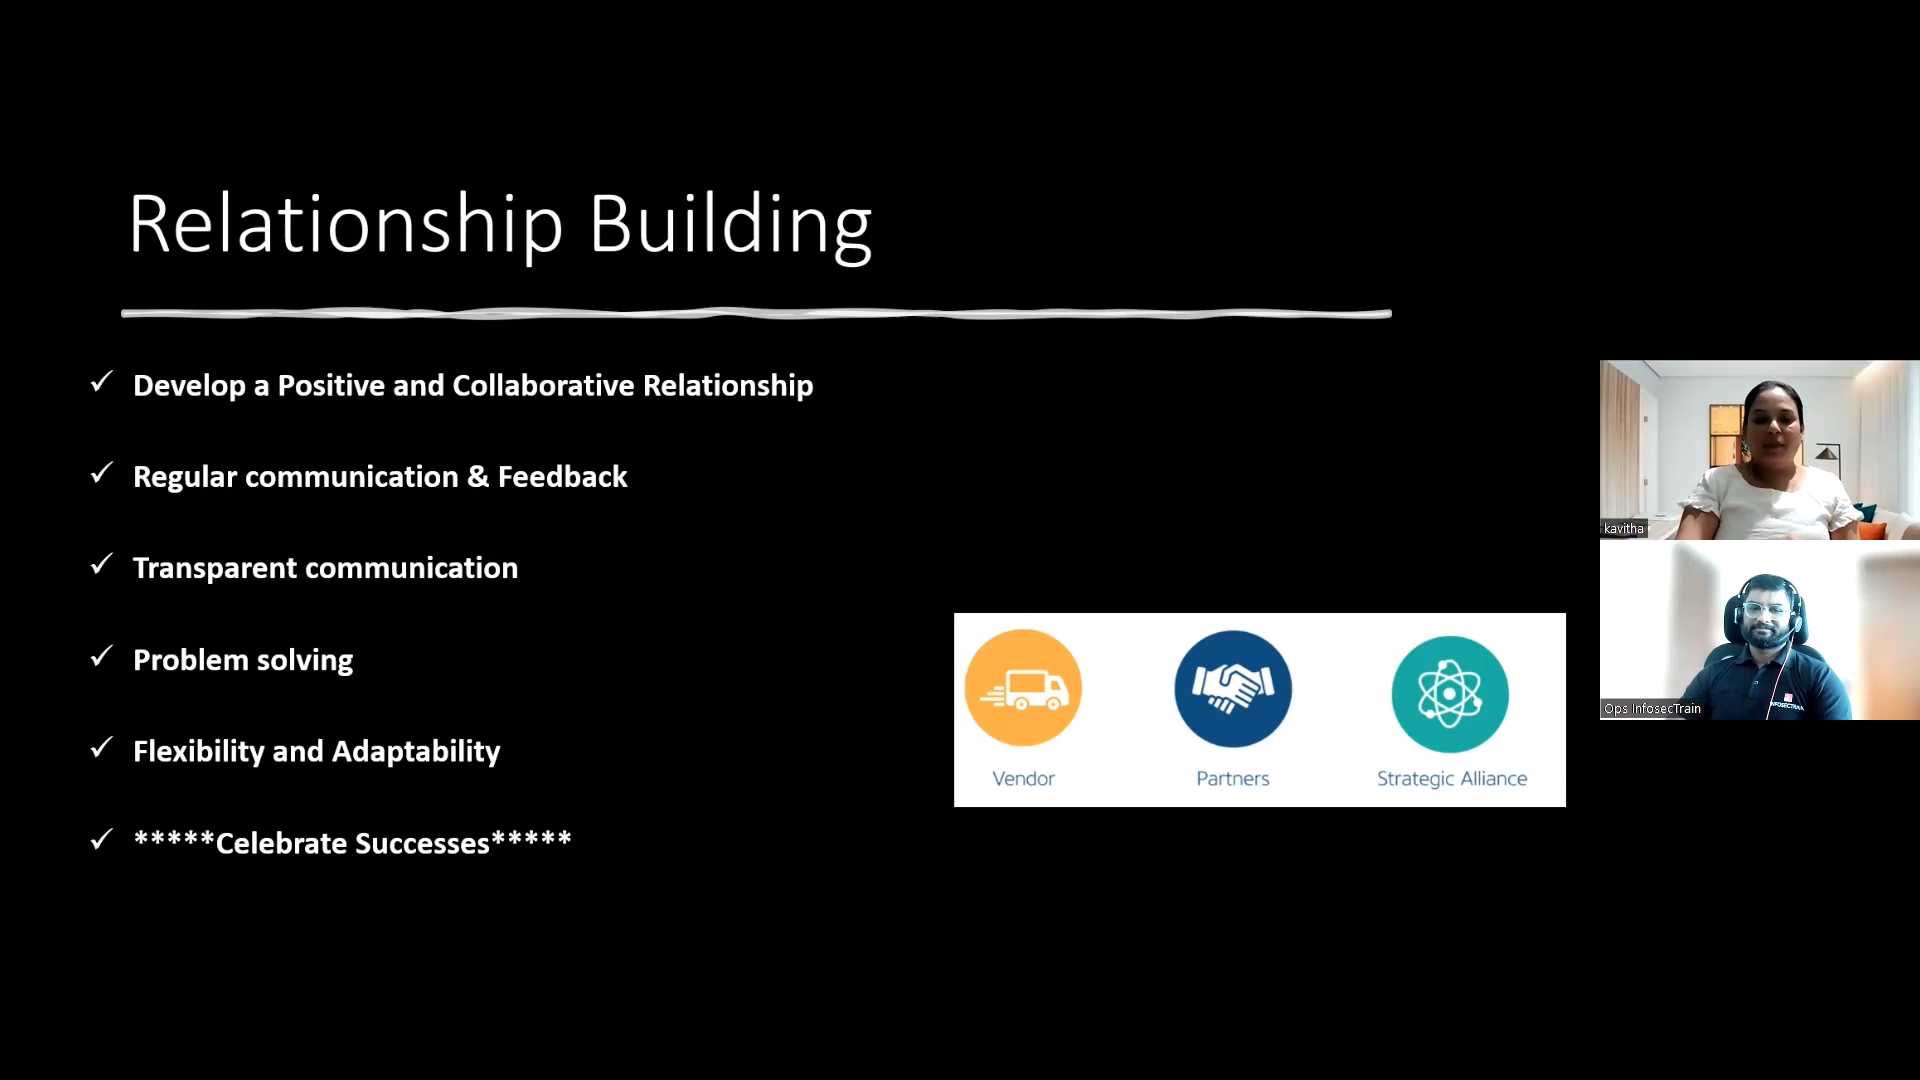 Relationship Building
✓ Develop a Positive and Collaborative Relationship
✓ Regular communication & Feedback
✓ Transparent communication
✓ Problem solving
✓ Flexibility and Adaptability
✓ *****Celebrate Successes*****
Vendor
Partners
Strategic Alliance
kavitha
INFOSECTRAIN
Ops InfosecTrain